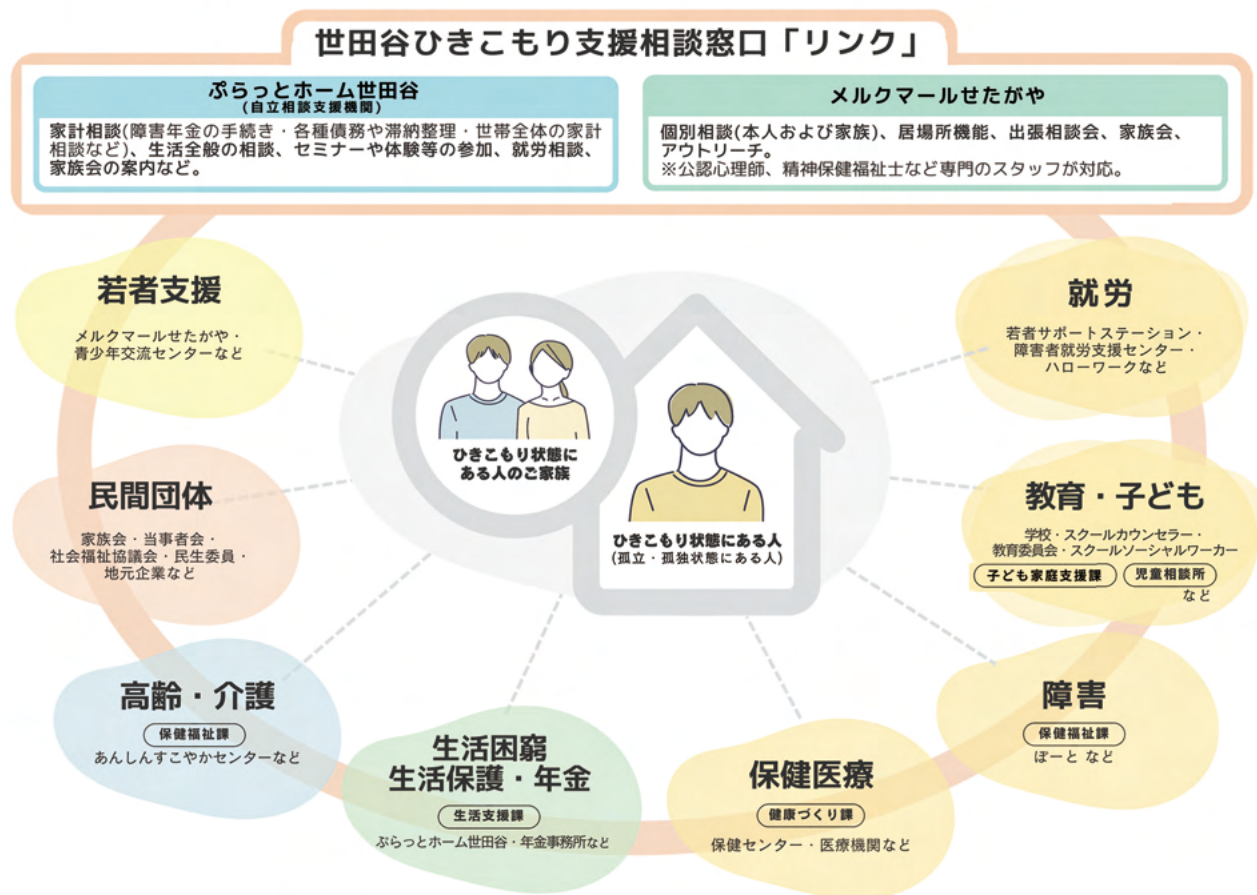 世田谷ひきこもり支援相談窓口「リンク」
ぷらっとホーム世田谷
(自立相談支援機関)
家計相談(障害年金の手続き・各種債務や滞納整理・世帯全体の家計
相談など)、生活全般の相談、セミナーや体験等の参加、就労相談、
家族会の案内など。
メルクマールせたがや
個別相談(本人および家族)、居場所機能、出張相談会、家族会、
アウトリーチ。
※公認心理師、精神保健福祉士など専門のスタッフが対応。
若者支援
メルクマールせたがや・
青少年交流センターなど
就労
若者サポートステーション・
障害者就労支援センター・
ハローワークなど
ひきこもり状態に
ある人のご家族
ひきこもり状態にある人
(孤立・孤独状態にある人)
民間団体
家族会・当事者会・
社会福祉協議会・民生委員・
地元企業など
教育・子ども
学校・スクールカウンセラー・
教育委員会・スクールソーシャルワーカー
子ども家庭支援課 児童相談所
など
高齢・介護
保健福祉課
あんしんすこやかセンターなど
生活困窮
生活保護・年金
生活支援課
ぷらっとホーム世田谷・年金事務所など
保健医療
健康づくり課
保健センター・医療機関など
障害
保健福祉課
ぽーと など